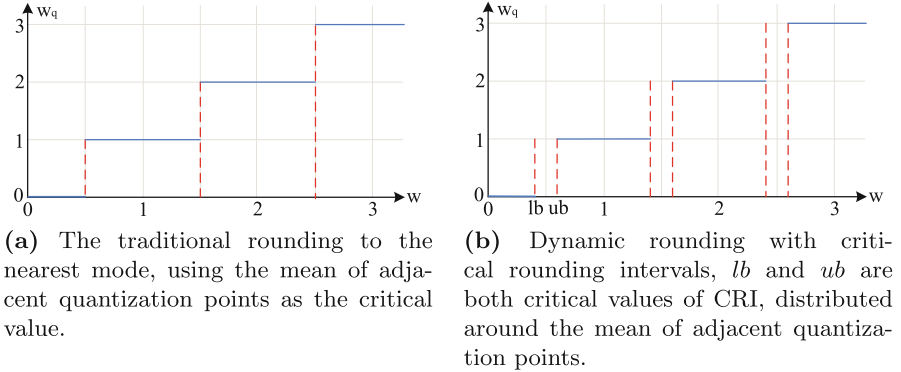 wq
3
2
1
0
0 1 2 3 w
(a) The traditional rounding to the
nearest mode, using the mean of adja-
cent quantization points as the critical
value.
wq
3
2
1
0
0 lb ub 1 2 3 w
(b) Dynamic rounding with criti-
cal rounding intervals, lb and ub are
both critical values of CRI, distributed
around the mean of adjacent quantiza-
tion points.